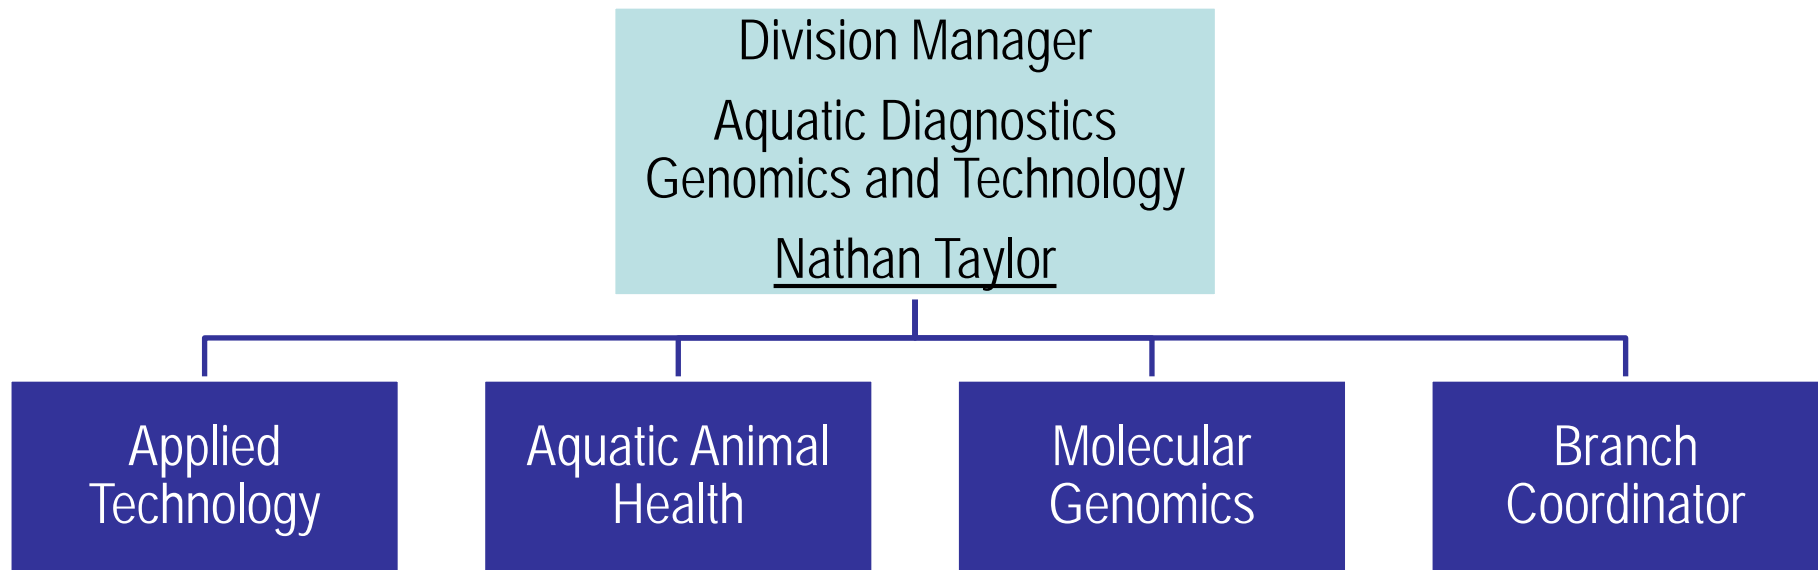 Division Manager
Aquatic Diagnostics
Genomics and Technology
Nathan Taylor
Applied
Technology
Aquatic Animal
Health
Molecular
Genomics
Branch
Coordinator